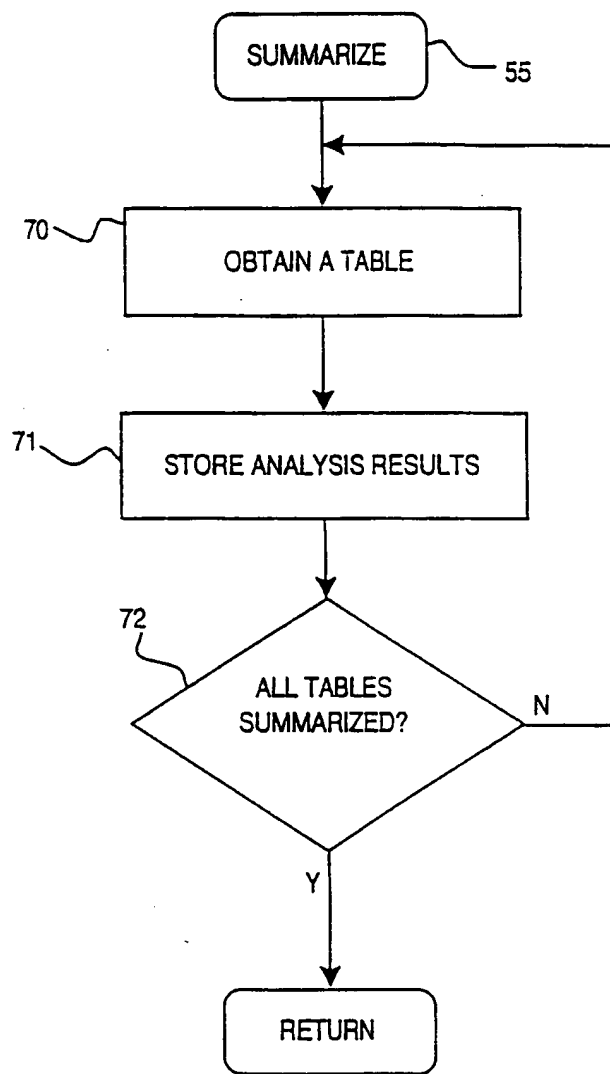 SUMMARIZE
55
70
OBTAIN A TABLE
71
STORE ANALYSIS RESULTS
72
ALL TABLES
SUMMARIZED?
N
Y
RETURN